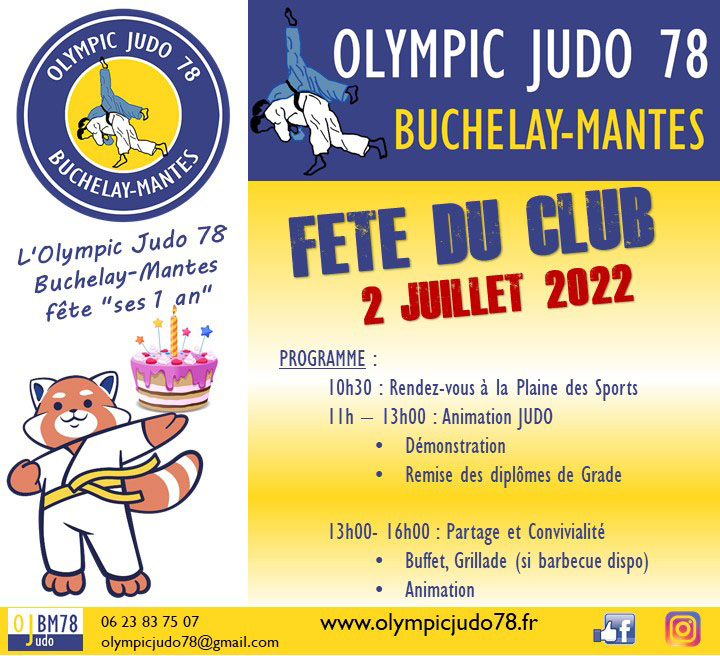 OLYMPIC JUDO 78
BUCHELAY-MANTES
OLYMPIC JUDO 78
BUCHELAY-MANTES
L'Olympic Judo 78
Buchelay-Mantes
fête "ses 1 an"
FETE DU CLUB
2 JUILLET 2022
PROGRAMME :
10h30 : Rendez-vous à la Plaine des Sports
11h – 13h00 : Animation JUDO
• Démonstration
• Remise des diplômes de Grade
13h00- 16h00 : Partage et Convivialité
• Buffet, Grillade (si barbecue dispo)
• Animation
OJBM78
Judo
06 23 83 75 07
olympicjudo78@gmail.com
www.olympicjudo78.fr
f